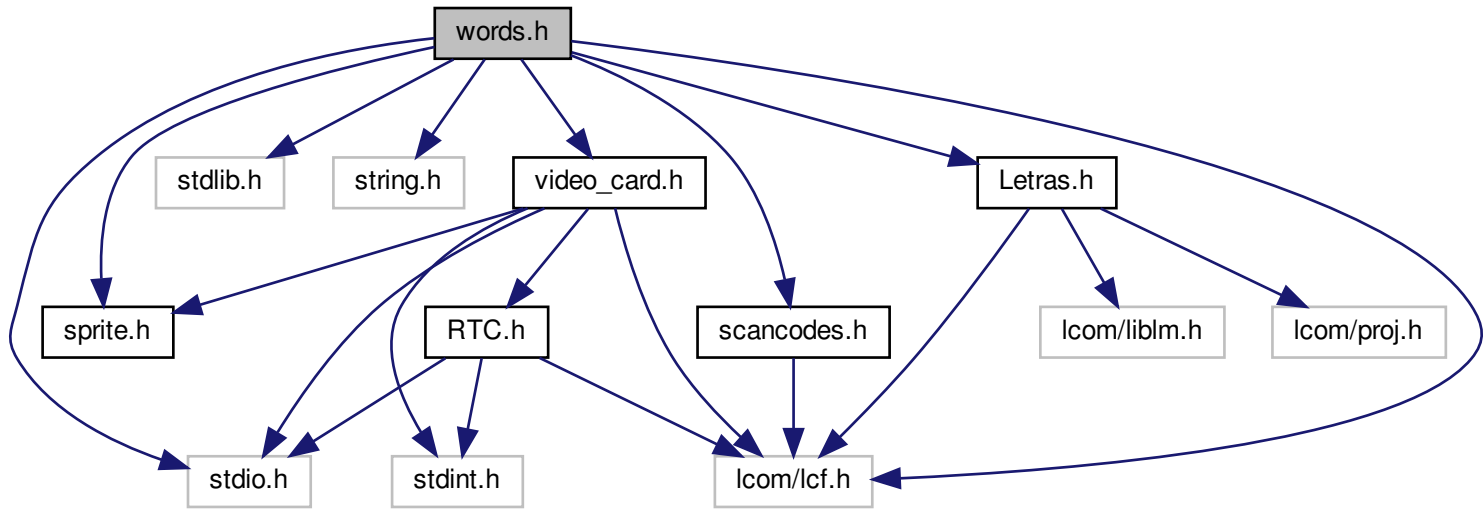 words.h
stdlib.h
string.h
video_card.h
Letras.h
sprite.h
RTC.h
scancodes.h
lcom/liblm.h
lcom/proj.h
stdio.h
stdint.h
lcom/lcf.h